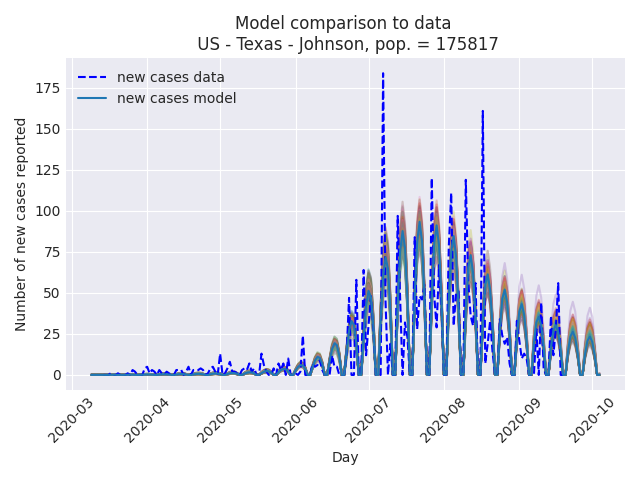 Model comparison to data
US - Texas - Johnson, pop. = 175817
new cases data
new cases model
Number of new cases reported
175
150
125
100
75
50
25
0
2020-03
2020-04
2020-05
2020-06
2020-07
2020-08
2020-09
2020-10
Day